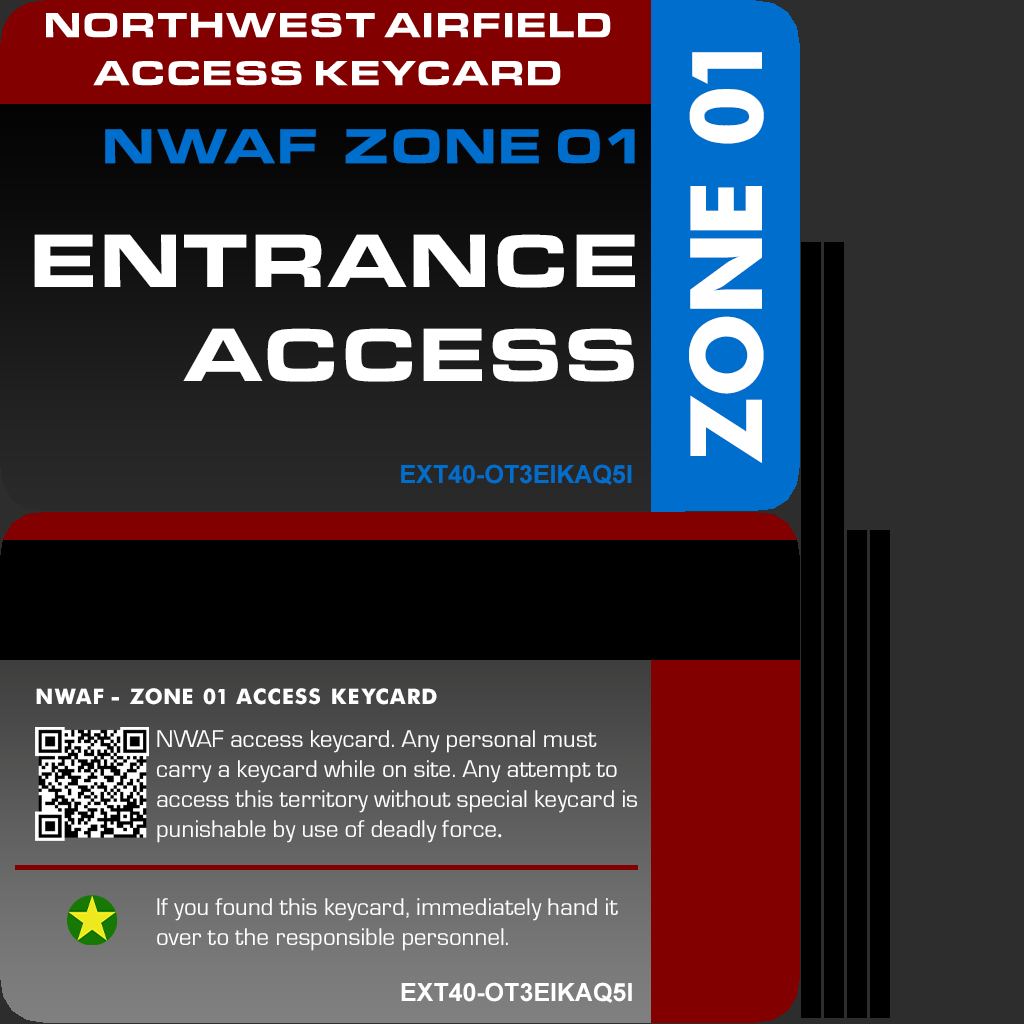 NORTHWEST AIRFIELD
ACCESS KEYCARD
NWAF ZONE 01
ENTRANCE
ACCESS
EXT40-OT3EIKAQ5I
ZONE 01
NWAF - ZONE 01 ACCESS KEYCARD
NWAF access keycard. Any personal must
carry a keycard while on site. Any attempt to
access this territory without special keycard is
punishable by use of deadly force.
If you found this keycard, immediately hand it
over to the responsible personnel.
EXT40-OT3EIKAQ5I